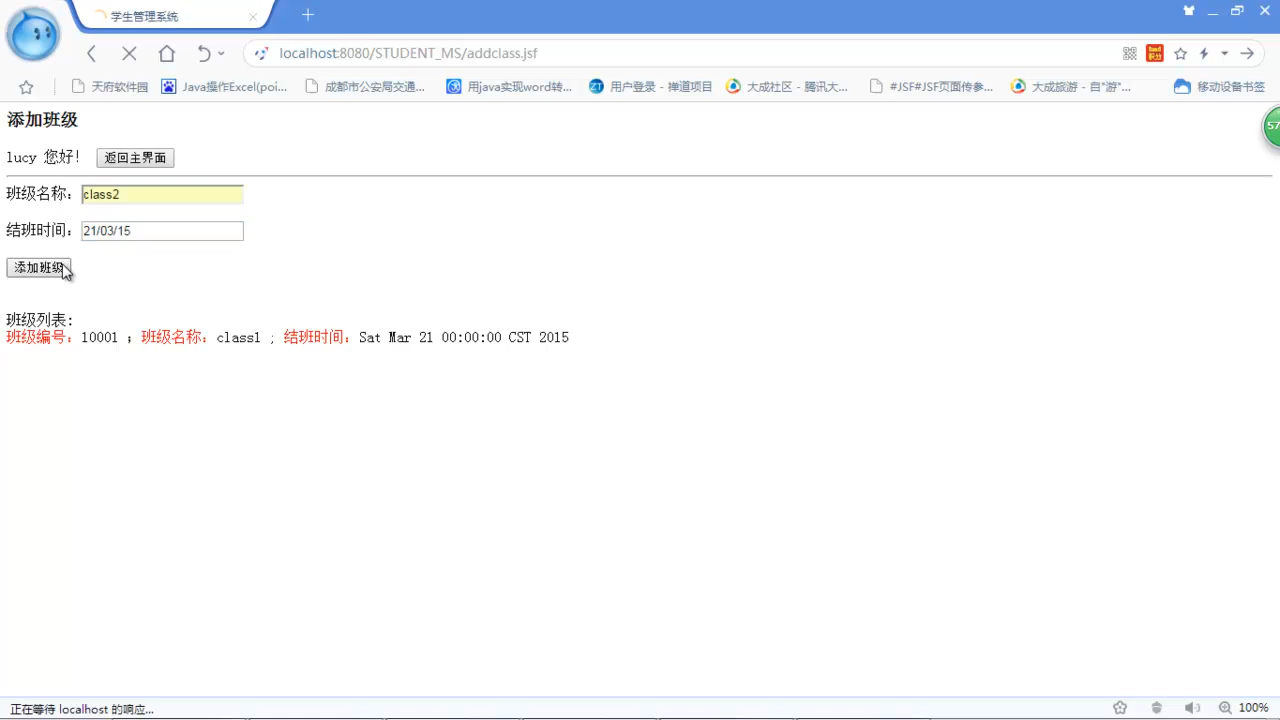 学生管理系统
localhost:8080/STUDENT_MS/addclass.jsf
天府软件园 Java操作Excel(poi... 成都市公安局交通... 用java实现word转... 用户登录 - 禅道项目 大成社区 - 腾讯大... #JSF#JSF页面传参... 大成旅游 - 自"游"... 移动设备书签
添加班级
57
lucy 您好! 返回主界面
班级名称: class2
结班时间: 21/03/15
添加班级
班级列表:
班级编号: 10001 ; 班级名称: class1 ; 结班时间: Sat Mar 21 00:00:00 CST 2015
正在等待 localhost 的响应... 100%